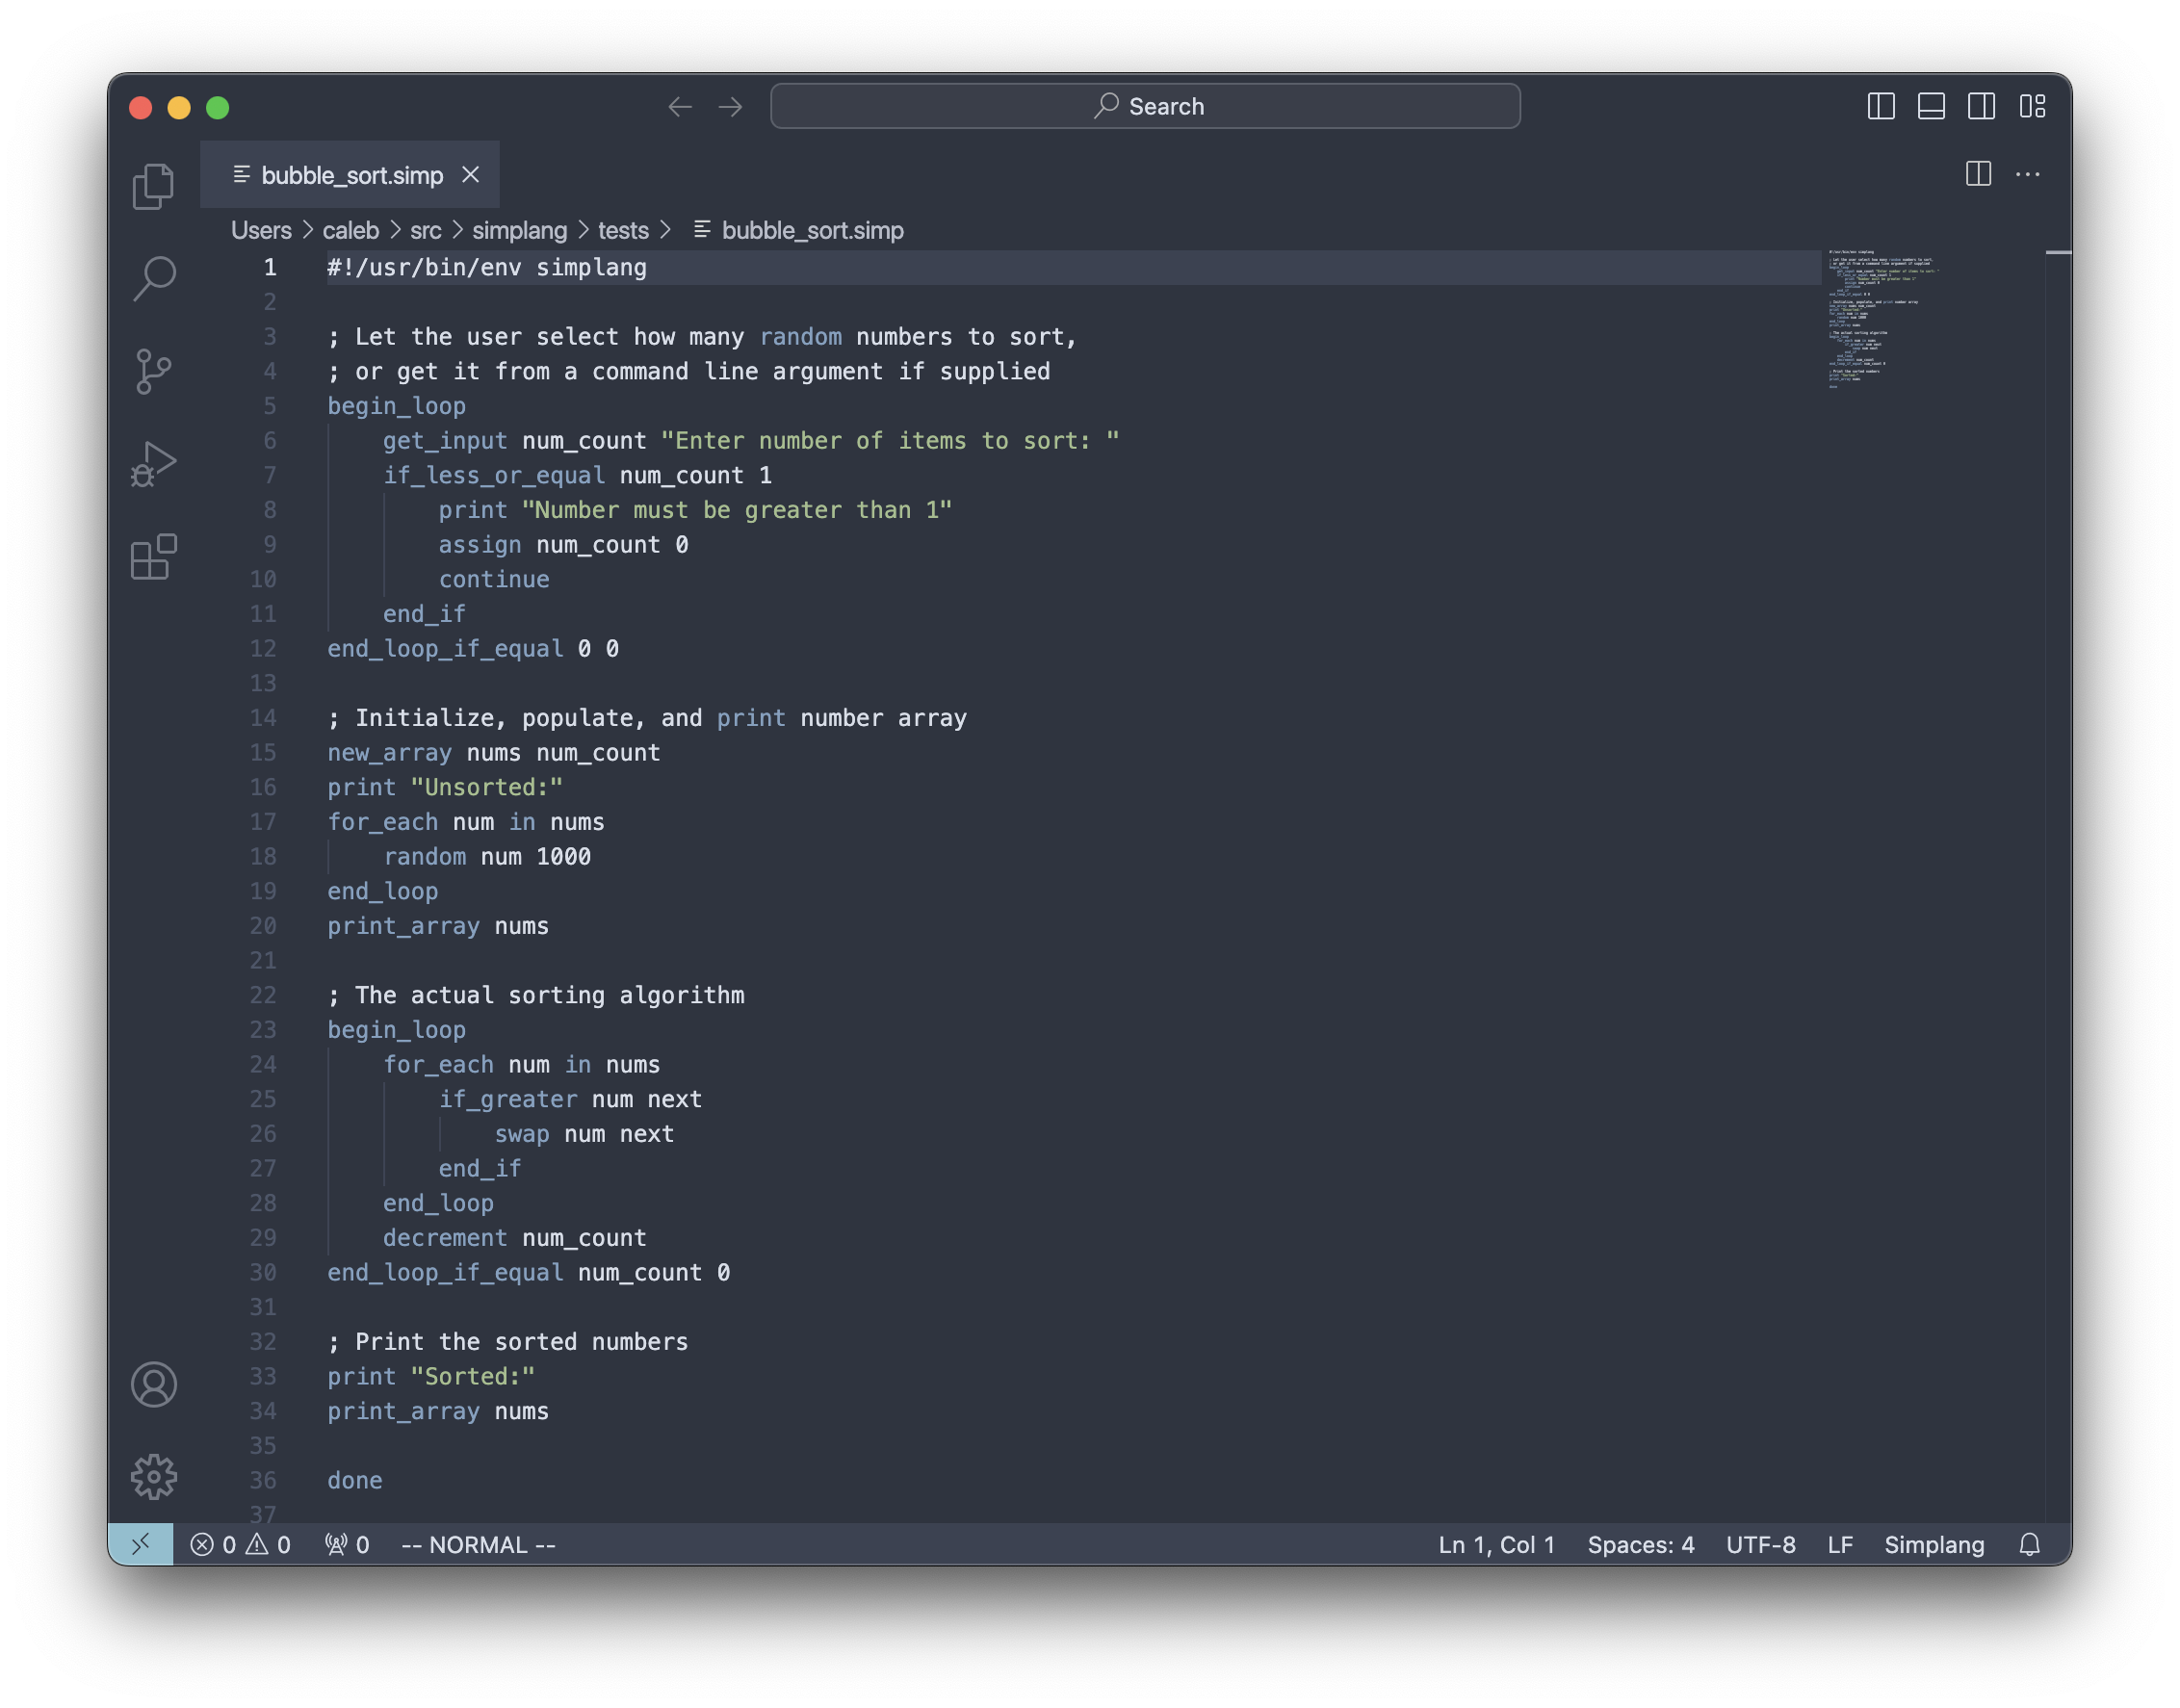 Search
bubble_sort.simp
Users > caleb > src > simplang > tests > bubble_sort.simp
1 #!/usr/bin/env simplang
2
3 ; Let the user select how many random numbers to sort,
4 ; or get it from a command line argument if supplied
5 begin_loop
6     get_input num_count "Enter number of items to sort: "
7     if_less_or_equal num_count 1
8         print "Number must be greater than 1"
9         assign num_count 0
10         continue
11     end_if
12 end_loop_if_equal 0 0
13
14 ; Initialize, populate, and print number array
15 new_array nums num_count
16 print "Unsorted:"
17 for_each num in nums
18     random num 1000
19 end_loop
20 print_array nums
21
22 ; The actual sorting algorithm
23 begin_loop
24     for_each num in nums
25         if_greater num next
26             swap num next
27         end_if
28     end_loop
29     decrement num_count
30 end_loop_if_equal num_count 0
31
32 ; Print the sorted numbers
33 print "Sorted:"
34 print_array nums
35
36 done
37
0 0 0 -- NORMAL -- Ln 1, Col 1 Spaces: 4 UTF-8 LF Simplang